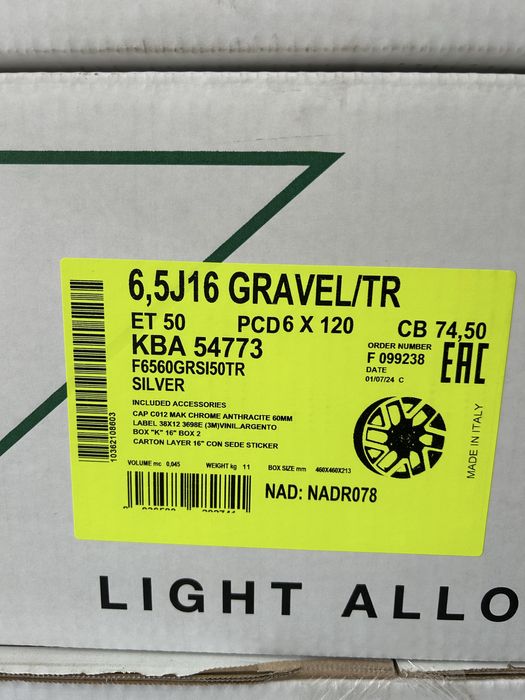 6,5J16 GRAVEL/TR
ET 50 PCD 6 X 120 CB 74,50
KBA 54773
F6560GRSI50TR
SILVER
ORDER NUMBER
F 099238
DATE
01/07/24 C
EAC
INCLUDED ACCESSORIES
CAP C012 MAK CHROME ANTHRACITE 60MM
LABEL 38X12 3698E (3M)VINIL.ARGENTO
BOX "K" 16" BOX 2
CARTON LAYER 16" CON SEDE STICKER
VOLUME mc 0,045 WEIGHT kg 11 BOX SIZE mm 460X460X213
NAD: NADR078
MADE IN ITALY
LIGHT ALLO